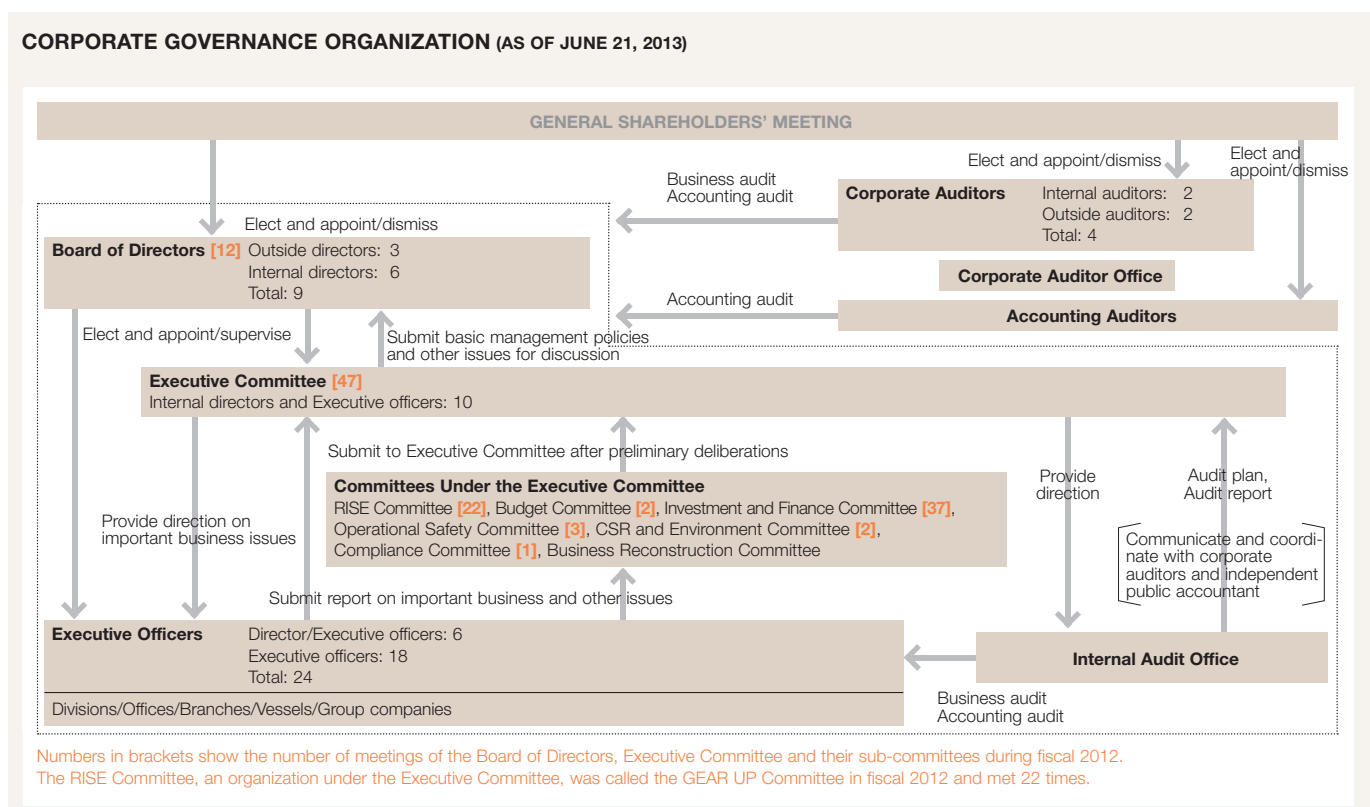 CORPORATE GOVERNANCE ORGANIZATION (AS OF JUNE 21, 2013)
GENERAL SHAREHOLDERS' MEETING
Elect and appoint/dismiss
Elect and
appoint/dismiss
Business audit
Accounting audit
Corporate Auditors
Internal auditors: 2
Outside auditors: 2
Total: 4
Elect and appoint/dismiss
Board of Directors [12]
Outside directors: 3
Internal directors: 6
Total: 9
Corporate Auditor Office
Accounting audit
Accounting Auditors
Elect and appoint/supervise
Submit basic management policies
and other issues for discussion
Executive Committee [47]
Internal directors and Executive officers: 10
Submit to Executive Committee after preliminary deliberations
Committees Under the Executive Committee
RISE Committee [22], Budget Committee [2], Investment and Finance Committee [37],
Operational Safety Committee [3], CSR and Environment Committee [2],
Compliance Committee [1], Business Reconstruction Committee
Provide
direction
Audit plan,
Audit report
Communicate and coordi-
nate with corporate
auditors and independent
public accountant
Provide direction on
important business issues
Submit report on important business and other issues
Executive Officers
Director/Executive officers: 6
Executive officers: 18
Total: 24
Divisions/Offices/Branches/Vessels/Group companies
Internal Audit Office
Business audit
Accounting audit
Numbers in brackets show the number of meetings of the Board of Directors, Executive Committee and their sub-committees during fiscal 2012.
The RISE Committee, an organization under the Executive Committee, was called the GEAR UP Committee in fiscal 2012 and met 22 times.